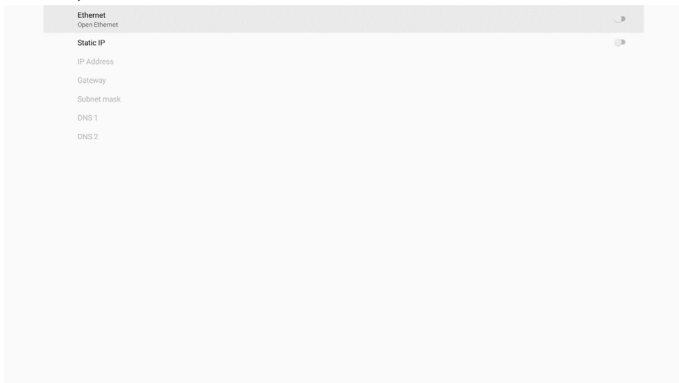 Ethernet
Open Ethernet
Static IP
IP Address
Gateway
Subnet mask
DNS 1
DNS 2